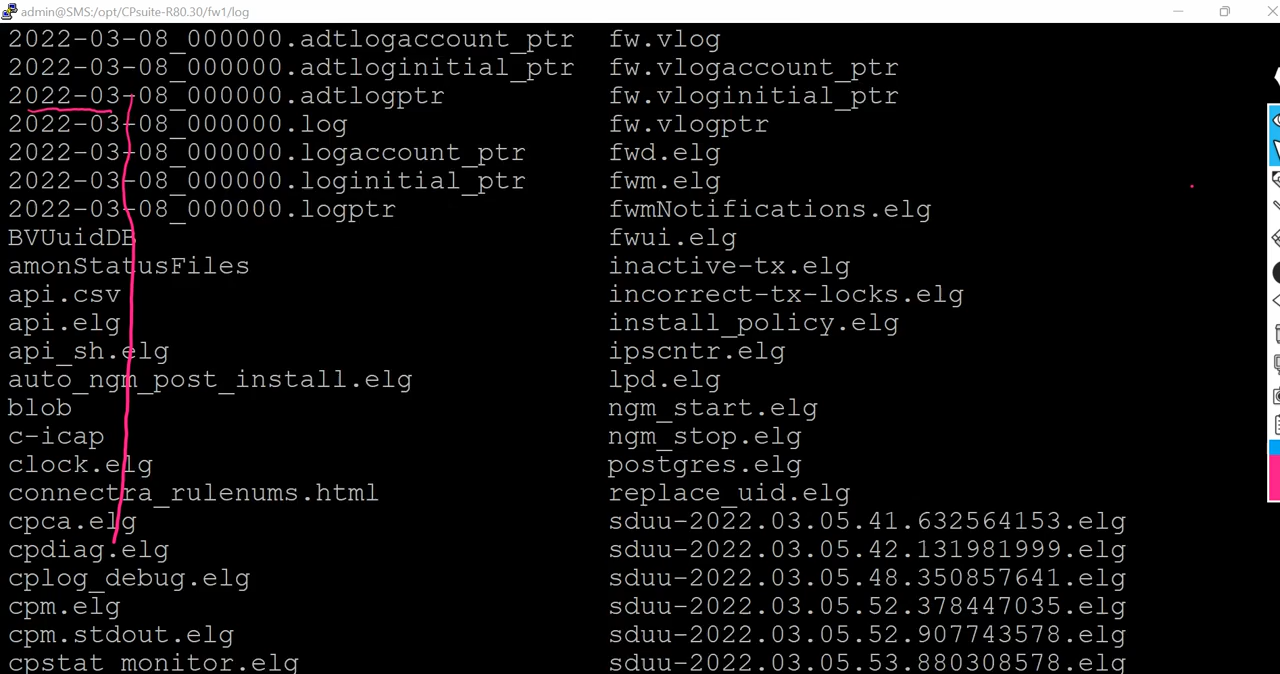 admin@SMS:/opt/CPsuite-R80.30/fw1/log
2022-03-08_000000.adtlogaccount_ptr fw.vlog
2022-03-08_000000.adtloginitial_ptr fw.vlogaccount_ptr
2022-03-08_000000.adtlogptr fw.vloginitial_ptr
2022-03-08_000000.log fw.vlogptr
2022-03-08_000000.logaccount_ptr fwd.elg
2022-03-08_000000.loginitial_ptr fwm.elg
2022-03-08_000000.logptr fwmNotifications.elg
BVUuidDB fwui.elg
amonStatusFiles inactive-tx.elg
api.csv incorrect-tx-locks.elg
api.elg install_policy.elg
api_sh.elg ipscntr.elg
auto_ngm_post_install.elg lpd.elg
blob ngm_start.elg
c-icap ngm_stop.elg
clock.elg postgres.elg
connectra_rulenums.html replace_uid.elg
cpca.elg sduu-2022.03.05.41.632564153.elg
cpdiag.elg sduu-2022.03.05.42.131981999.elg
cplog_debug.elg sduu-2022.03.05.48.350857641.elg
cpm.elg sduu-2022.03.05.52.378447035.elg
cpm.stdout.elg sduu-2022.03.05.52.907743578.elg
cpstat_monitor.elg sduu-2022.03.05.53.880308578.elg